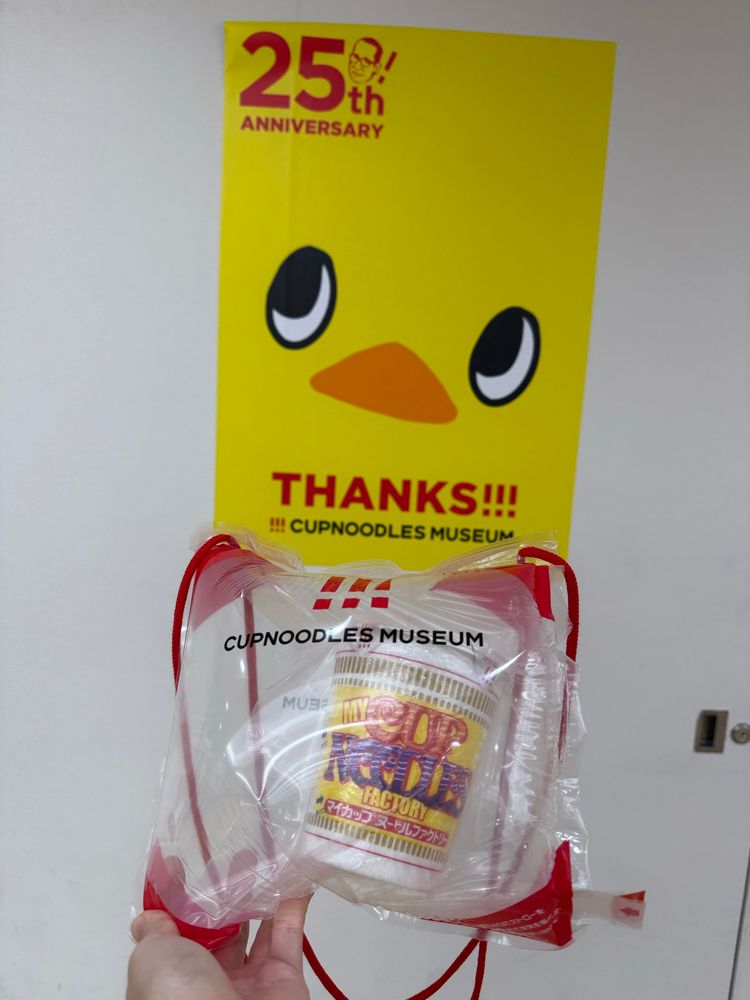 25th
ANNIVERSARY
THANKS!!!
!!! CUPNOODLES MUSEUM
!!!
CUPNOODLES MUSEUM
MY CUP
NOODLES
FACTORY
マイカップヌードルファクトリー